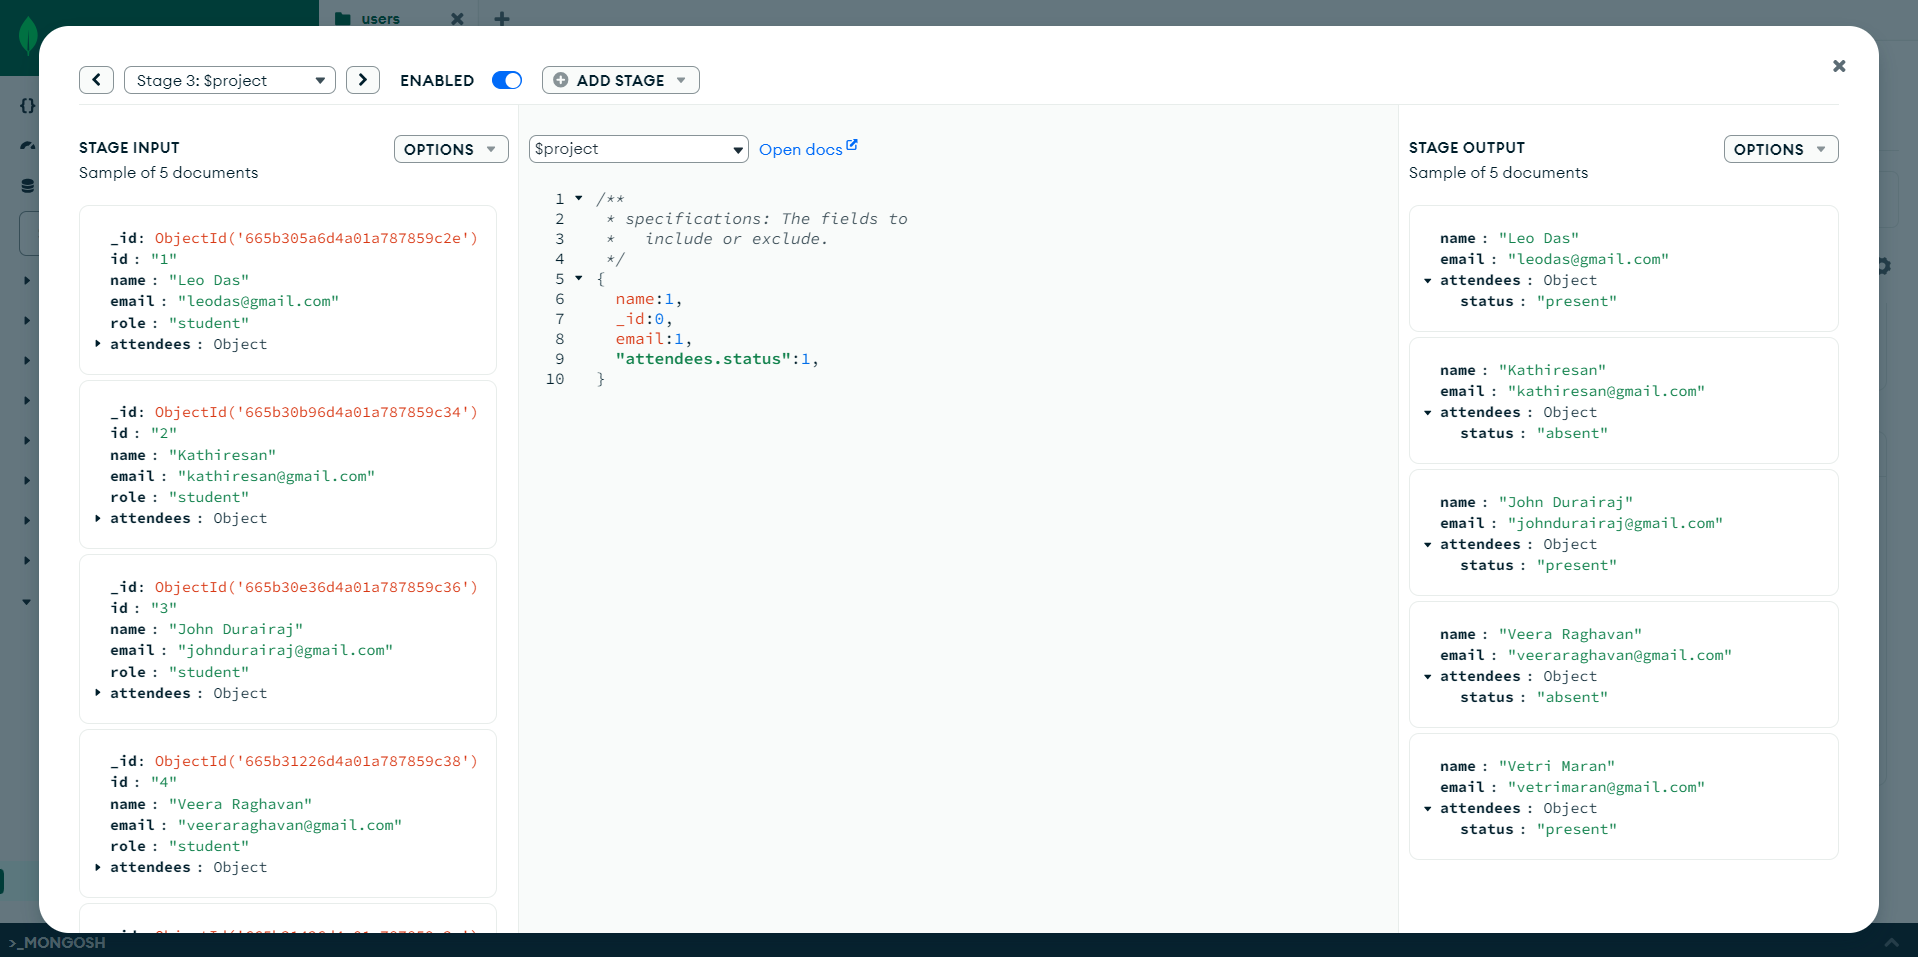 users
Stage 3: $project
ENABLED
ADD STAGE
STAGE INPUT
OPTIONS
Sample of 5 documents
_id: ObjectId('665b305a6d4a01a787859c2e')
id : "1"
name : "Leo Das"
email : "leodas@gmail.com"
role : "student"
attendees : Object
_id: ObjectId('665b30b96d4a01a787859c34')
id : "2"
name : "Kathiresan"
email : "kathiresan@gmail.com"
role : "student"
attendees : Object
_id: ObjectId('665b30e36d4a01a787859c36')
id : "3"
name : "John Durairaj"
email : "johndurairaj@gmail.com"
role : "student"
attendees : Object
_id: ObjectId('665b31226d4a01a787859c38')
id : "4"
name : "Veera Raghavan"
email : "veeraraghavan@gmail.com"
role : "student"
attendees : Object
$project
Open docs
1 /**
2 * specifications: The fields to
3 *   include or exclude.
4 */
5 {
6 name:1,
7 _id:0,
8 email:1,
9 "attendees.status":1,
10 }
STAGE OUTPUT
OPTIONS
Sample of 5 documents
name : "Leo Das"
email : "leodas@gmail.com"
attendees : Object
status : "present"
name : "Kathiresan"
email : "kathiresan@gmail.com"
attendees : Object
status : "absent"
name : "John Durairaj"
email : "johndurairaj@gmail.com"
attendees : Object
status : "present"
name : "Veera Raghavan"
email : "veeraraghavan@gmail.com"
attendees : Object
status : "absent"
name : "Vetri Maran"
email : "vetrimaran@gmail.com"
attendees : Object
status : "present"
>_MONGOSH